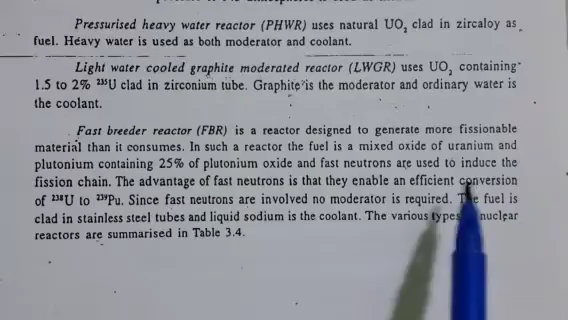 Pressurised heavy water reactor (PHWR) uses natural UO₂ clad in zircaloy as
fuel. Heavy water is used as both moderator and coolant.
Light water cooled graphite moderated reactor (LWGR) uses UO₂ containing
1.5 to 2% ²³⁵U clad in zirconium tube. Graphite is the moderator and ordinary water is
the coolant.
Fast breeder reactor (FBR) is a reactor designed to generate more fissionable
material than it consumes. In such a reactor the fuel is a mixed oxide of uranium and
plutonium containing 25% of plutonium oxide and fast neutrons are used to induce the
fission chain. The advantage of fast neutrons is that they enable an efficient conversion
of ²³⁸U to ²³⁹Pu. Since fast neutrons are involved no moderator is required. The fuel is
clad in stainless steel tubes and liquid sodium is the coolant. The various types nuclear
reactors are summarised in Table 3.4.